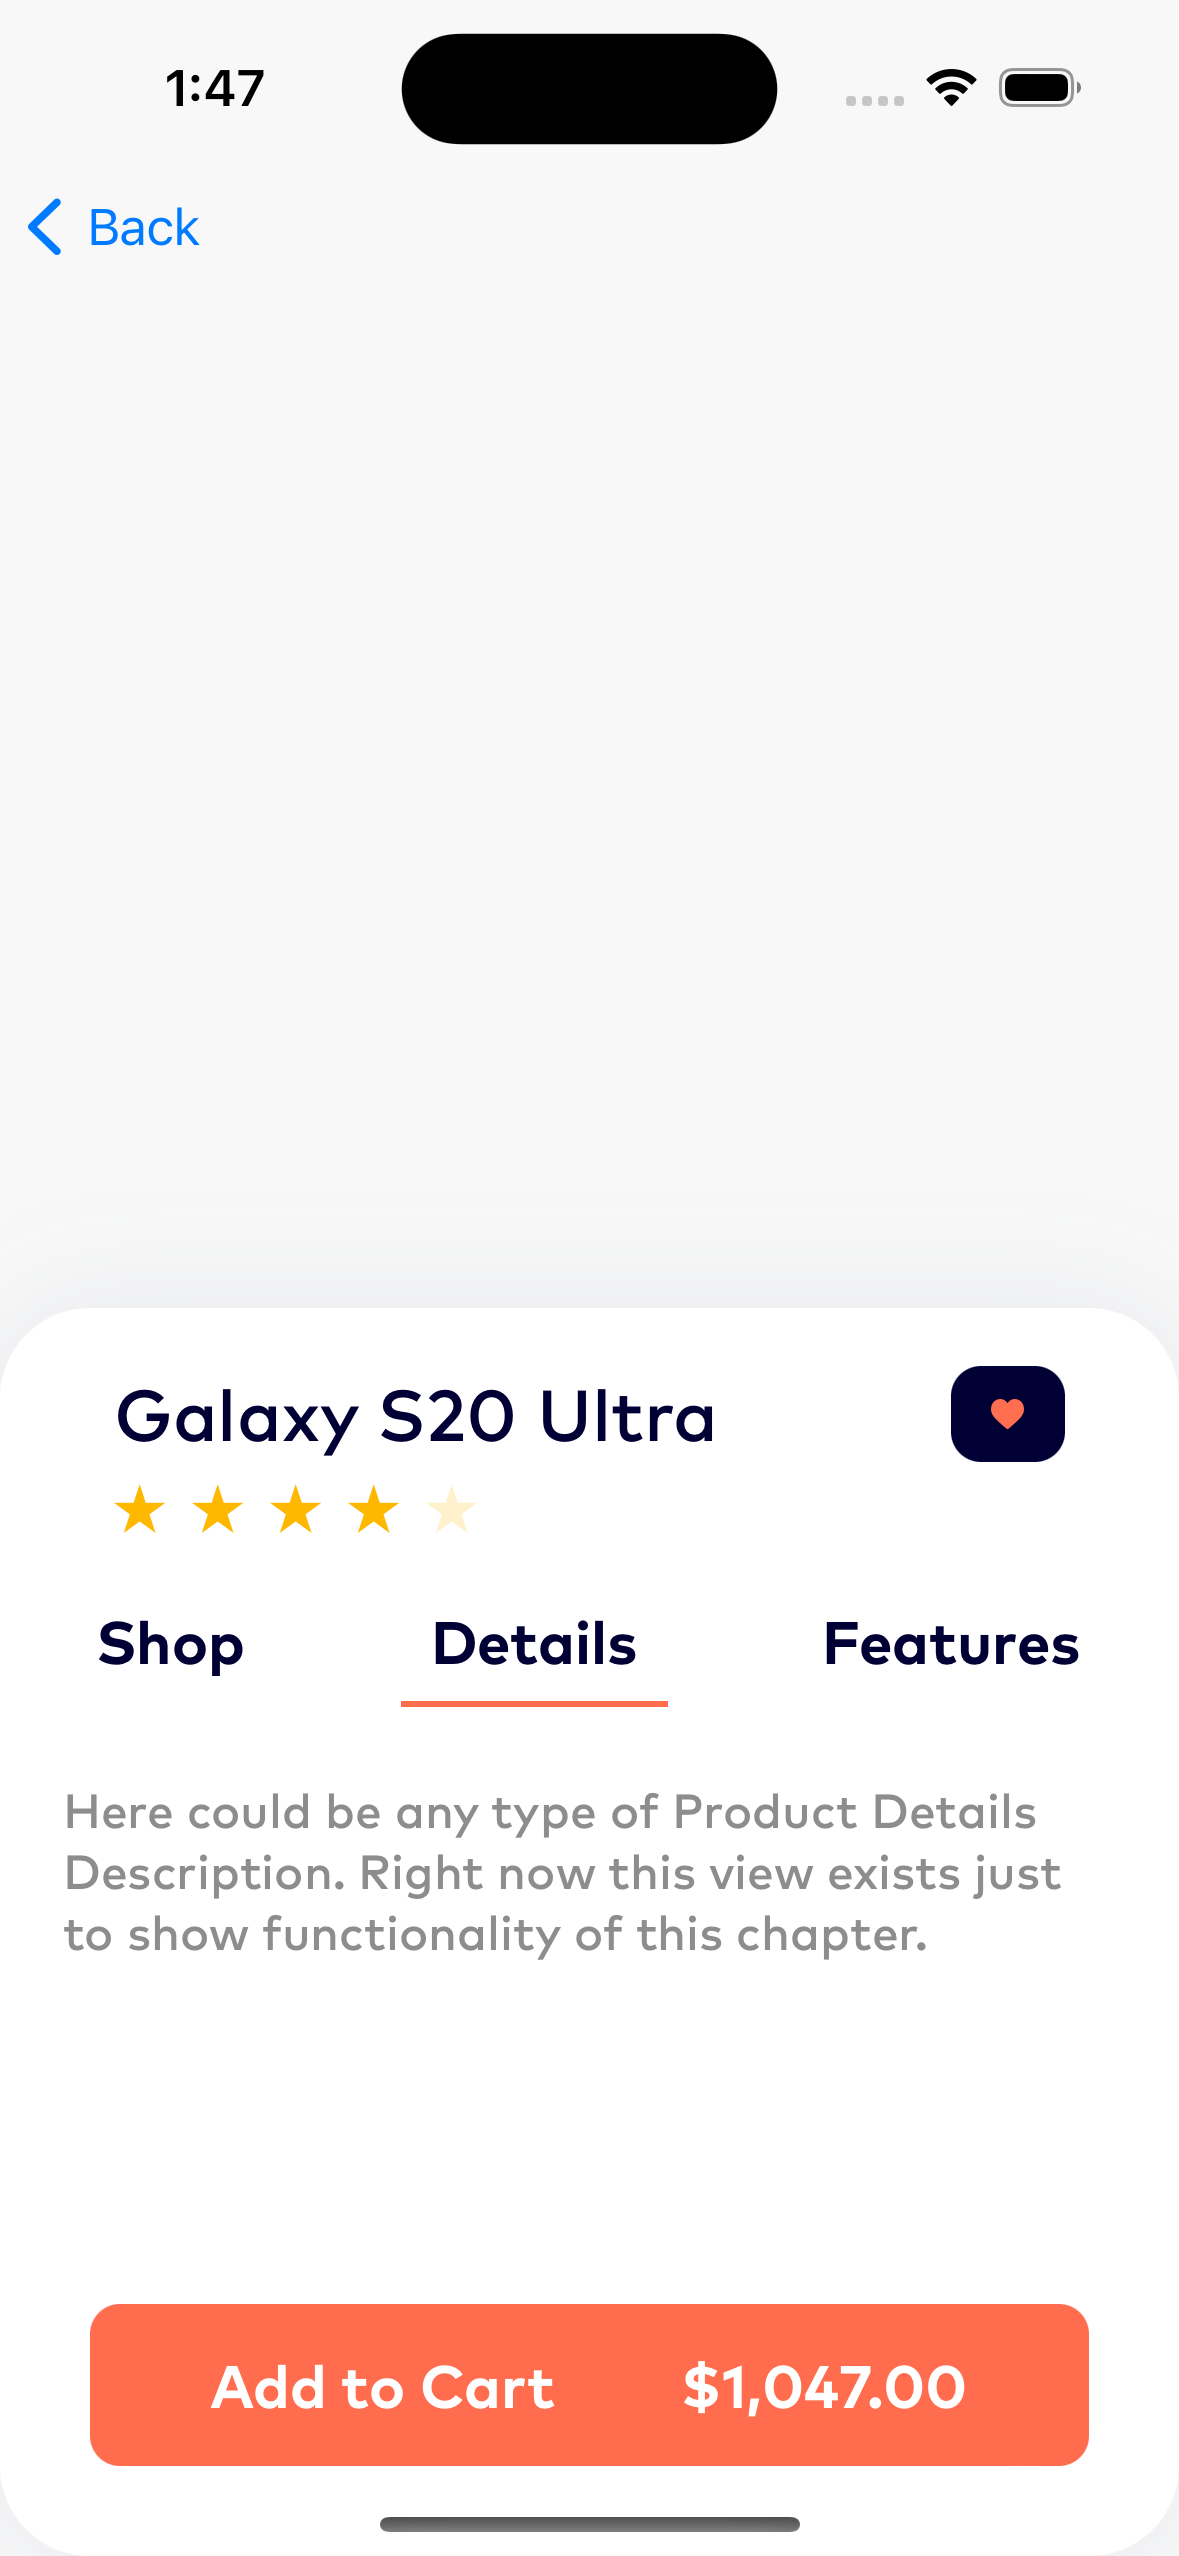 1:47
Back
Galaxy S20 Ultra
Shop Details Features
Here could be any type of Product Details
Description. Right now this view exists just
to show functionality of this chapter.
Add to Cart $1,047.00